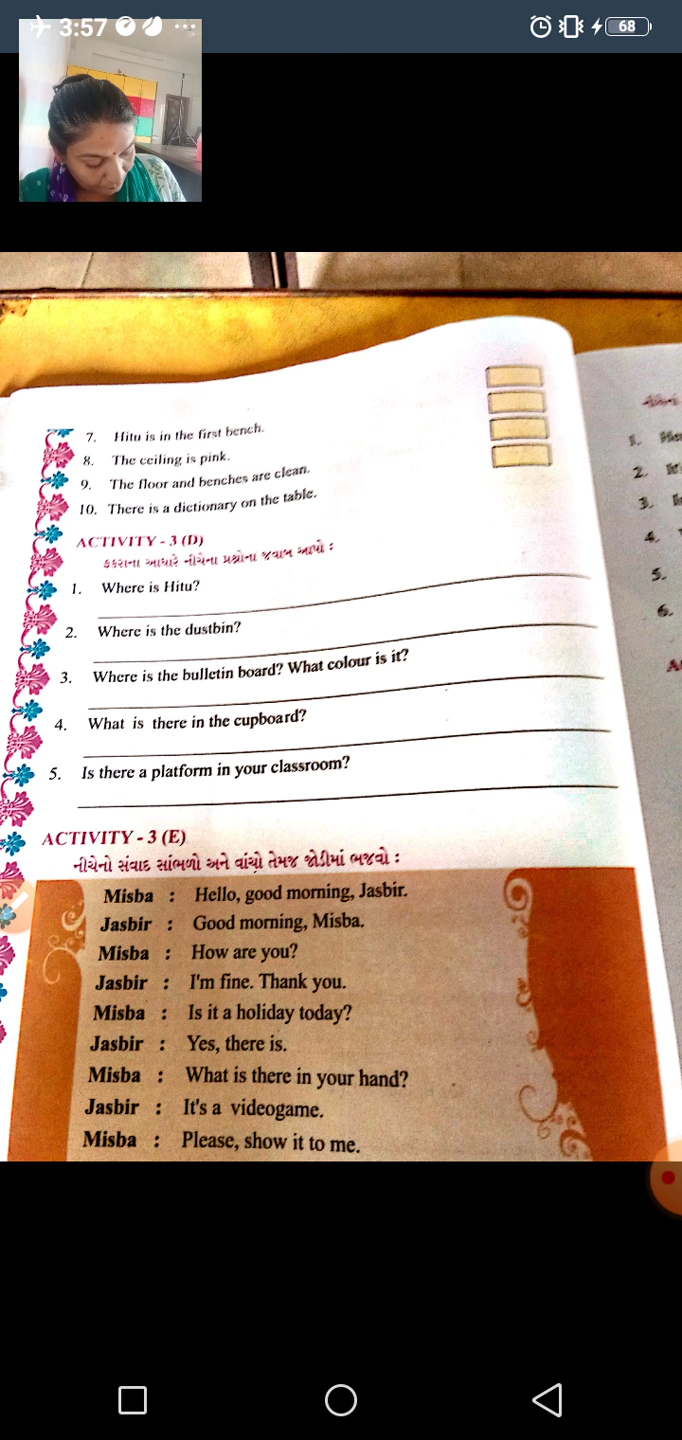 3:57
68
7. Hitu is in the first bench.
8. The ceiling is pink.
9. The floor and benches are clean.
10. There is a dictionary on the table.
ACTIVITY - 3 (D)
ફકરાના આધારે નીચેના પ્રશ્નોના જવાબ આપો :
1. Where is Hitu?
2. Where is the dustbin?
3. Where is the bulletin board? What colour is it?
4. What is there in the cupboard?
5. Is there a platform in your classroom?
ACTIVITY - 3 (E)
નીચેનો સંવાદ સાંભળો અને વાંચો તેમજ જોડીમાં ભજવો :
Misba : Hello, good morning, Jasbir.
Jasbir : Good morning, Misba.
Misba : How are you?
Jasbir : I'm fine. Thank you.
Misba : Is it a holiday today?
Jasbir : Yes, there is.
Misba : What is there in your hand?
Jasbir : It's a videogame.
Misba : Please, show it to me.
1.
2.
3.
4.
5.
6.